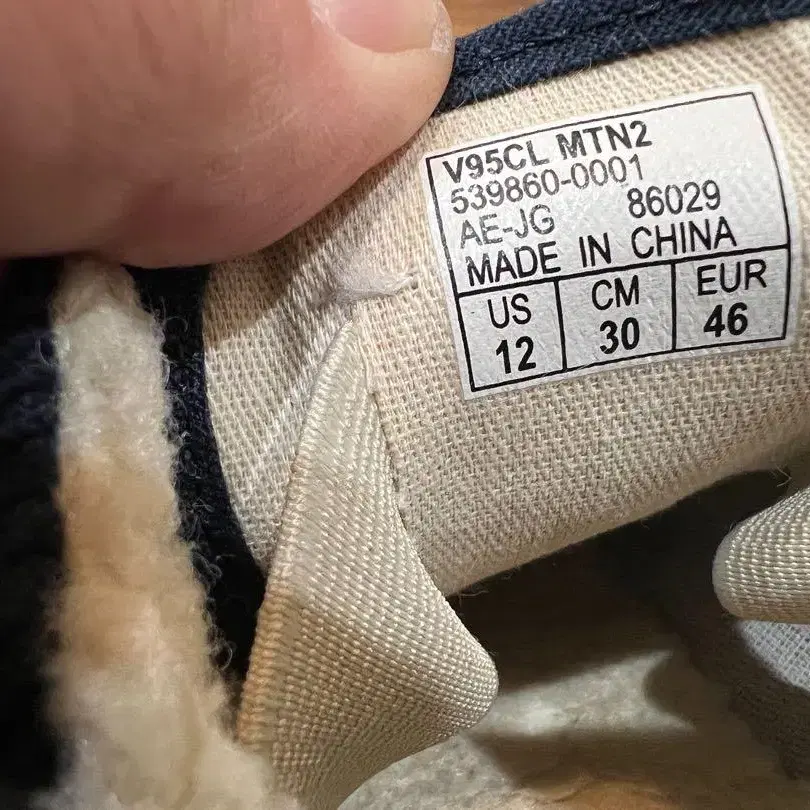 V95CL MTN2
539860-0001
AE-JG 86029
MADE IN CHINA
US CM EUR
12 30 46